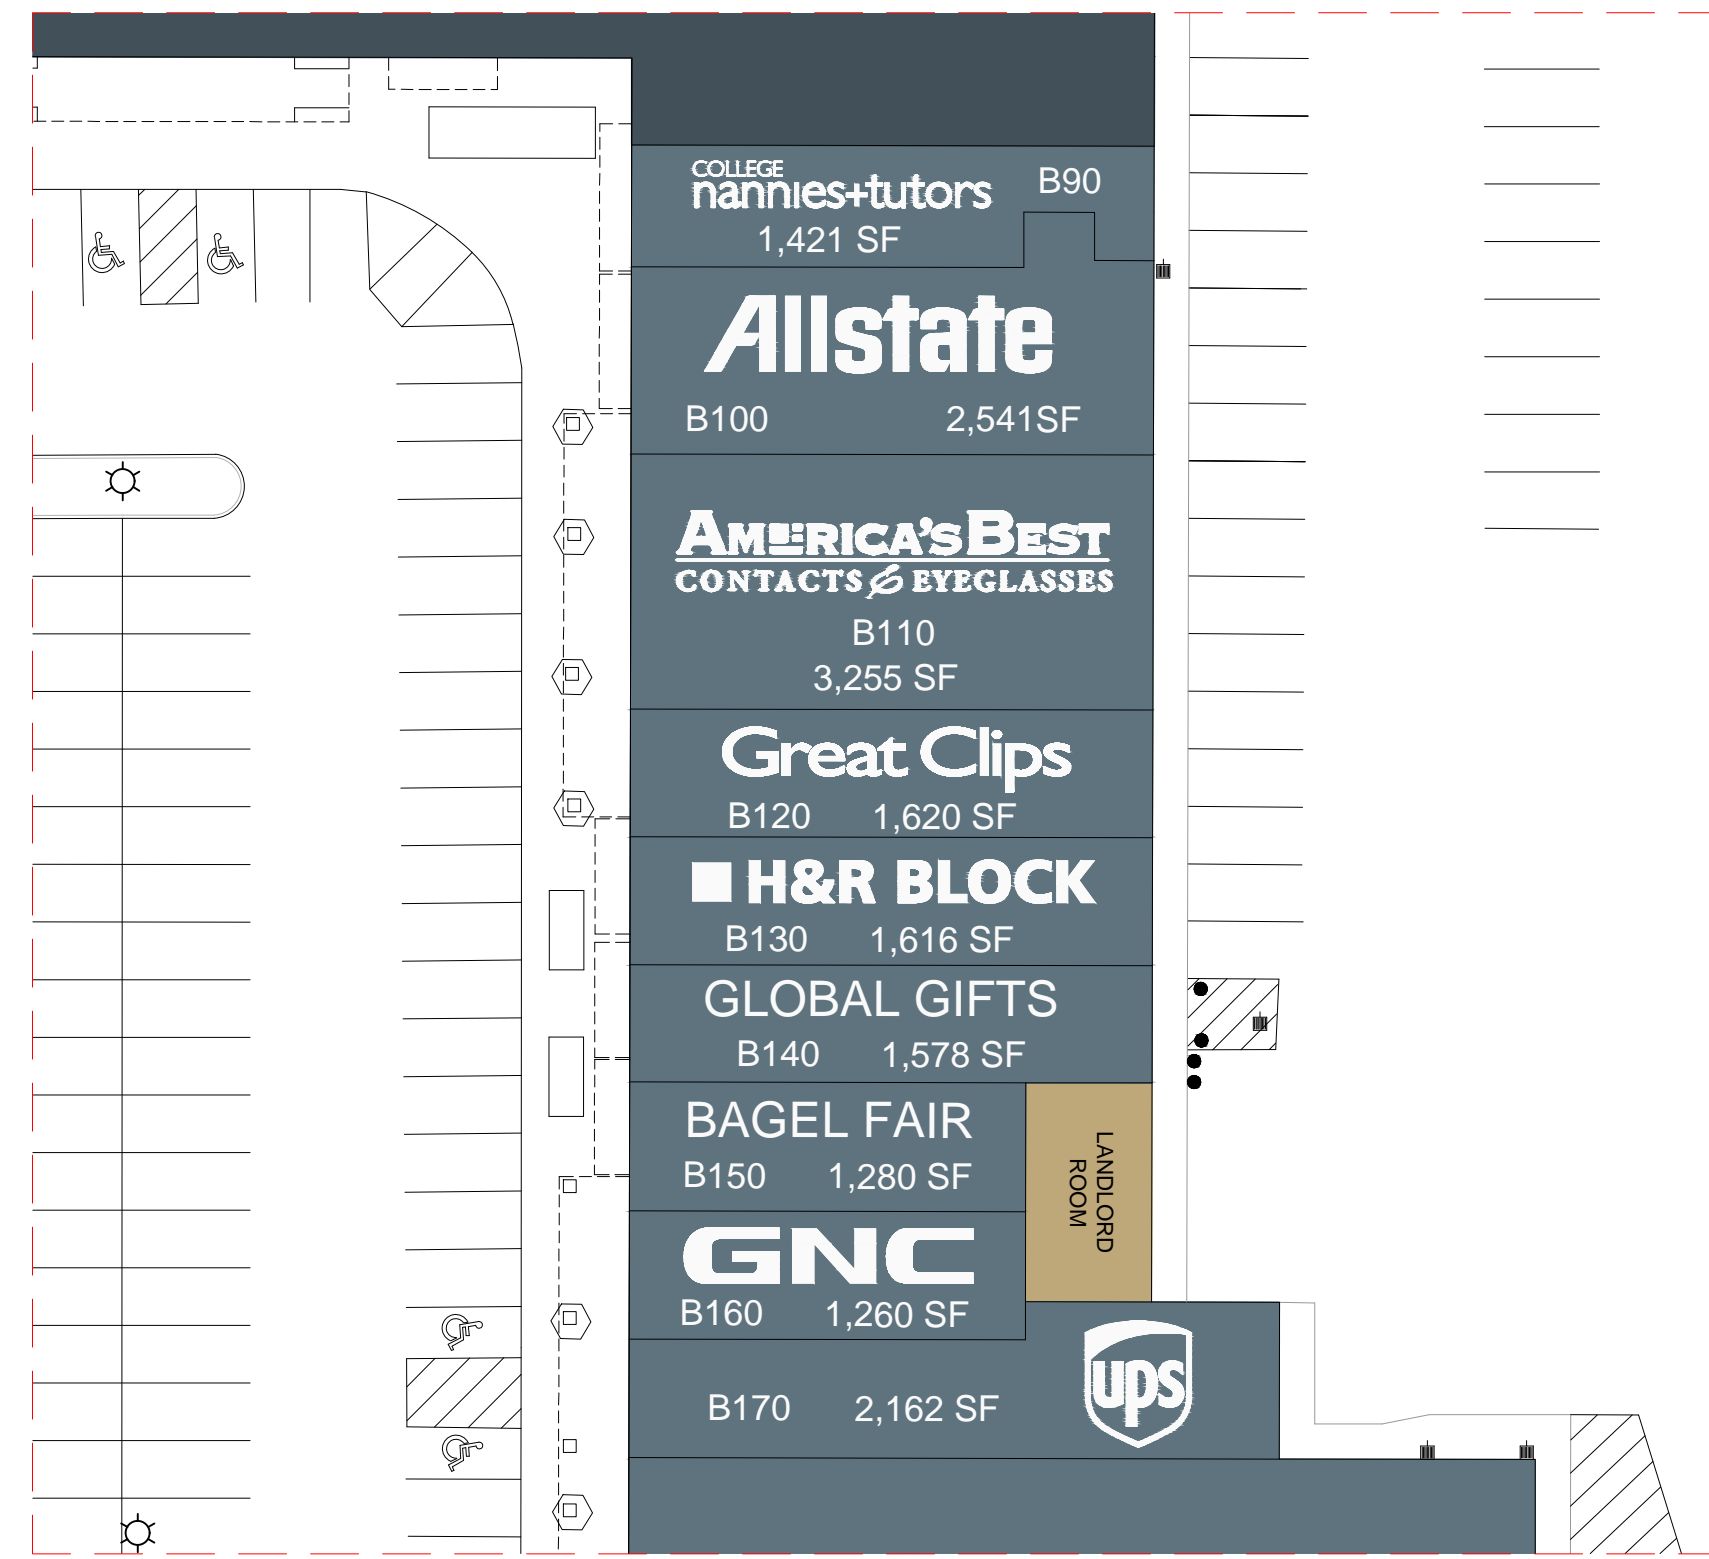 COLLEGE
nannies+tutors B90
1,421 SF
Allstate
B100 2,541SF
AMERICA'S BEST
CONTACTS & EYEGLASSES
B110
3,255 SF
Great Clips
B120 1,620 SF
H&R BLOCK
B130 1,616 SF
GLOBAL GIFTS
B140 1,578 SF
BAGEL FAIR
B150 1,280 SF
LANDLORD
ROOM
GNC
B160 1,260 SF
ups
B170 2,162 SF